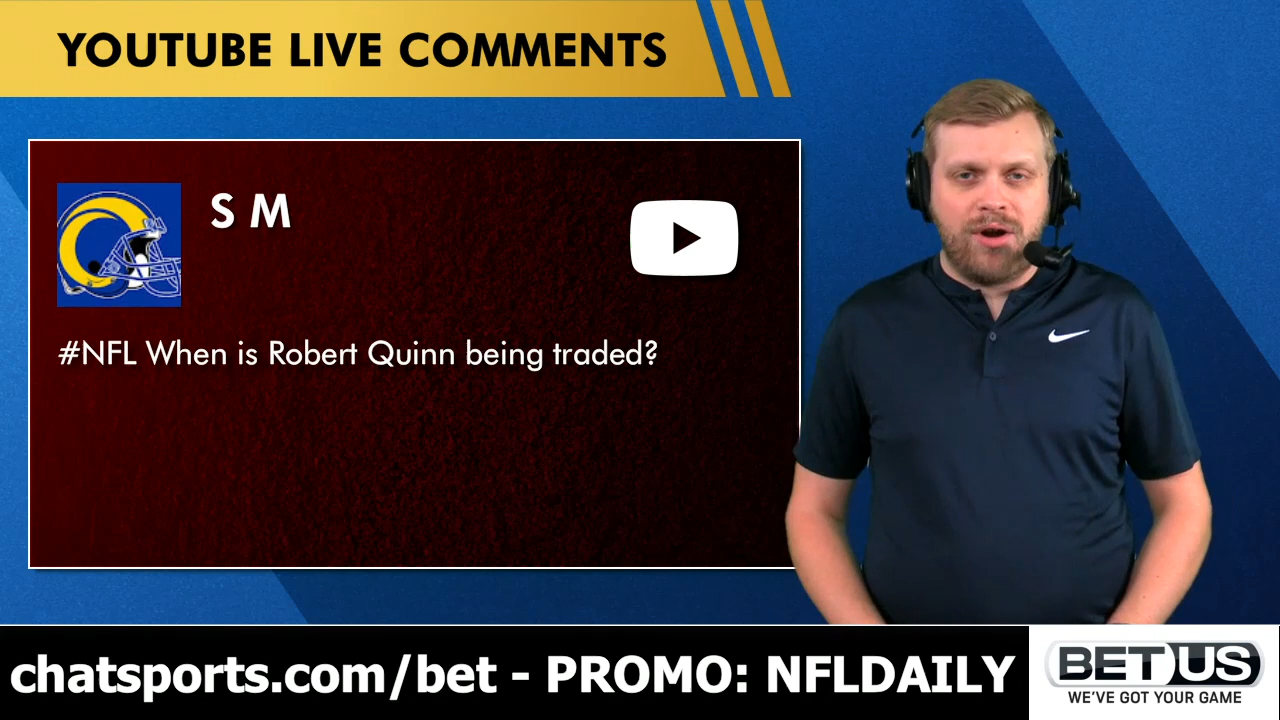 YOUTUBE LIVE COMMENTS
S M
#NFL When is Robert Quinn being traded?
chatsports.com/bet - PROMO: NFLDAILY
BETUS
WE'VE GOT YOUR GAME